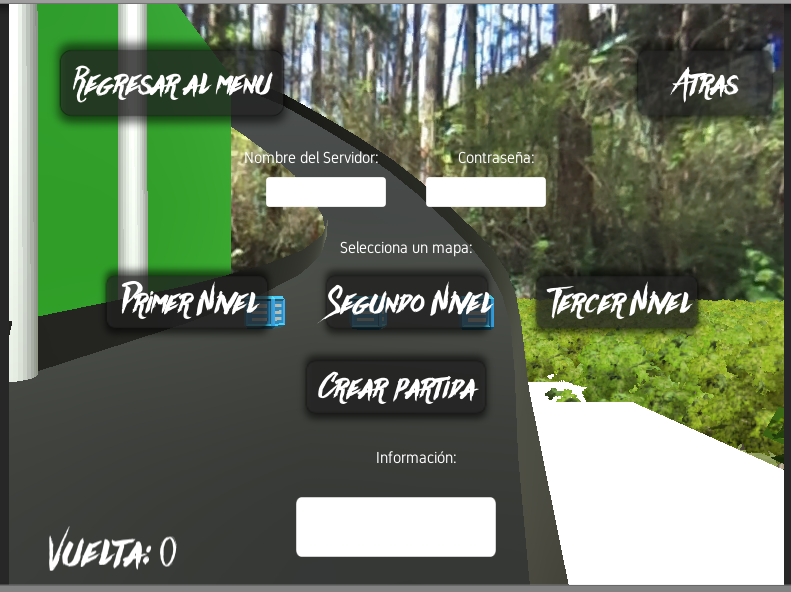 Regresar al menu
Atras
Nombre del Servidor:
Contraseña:
Selecciona un mapa:
Primer Nivel
Segundo Nivel
Tercer Nivel
Crear partida
Información:
Vuelta: 0